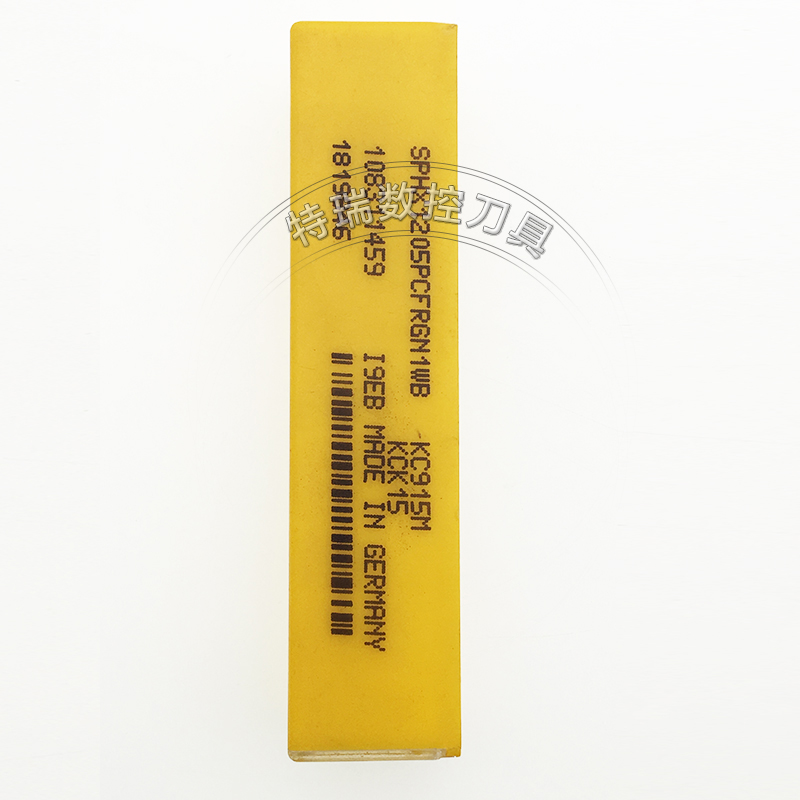 SPHX1205PCFRGN1WB KC915M
KCK15
I9EB MADE IN GERMANY
特瑞数控刀具